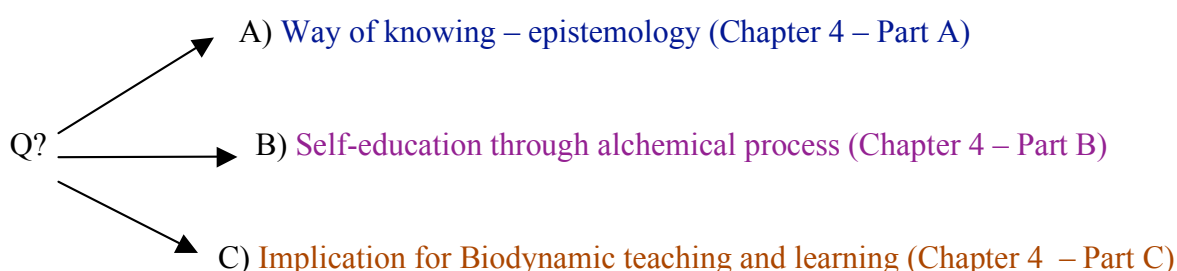 A) Way of knowing – epistemology (Chapter 4 – Part A)
Q? B) Self-education through alchemical process (Chapter 4 – Part B)
C) Implication for Biodynamic teaching and learning (Chapter 4 – Part C)